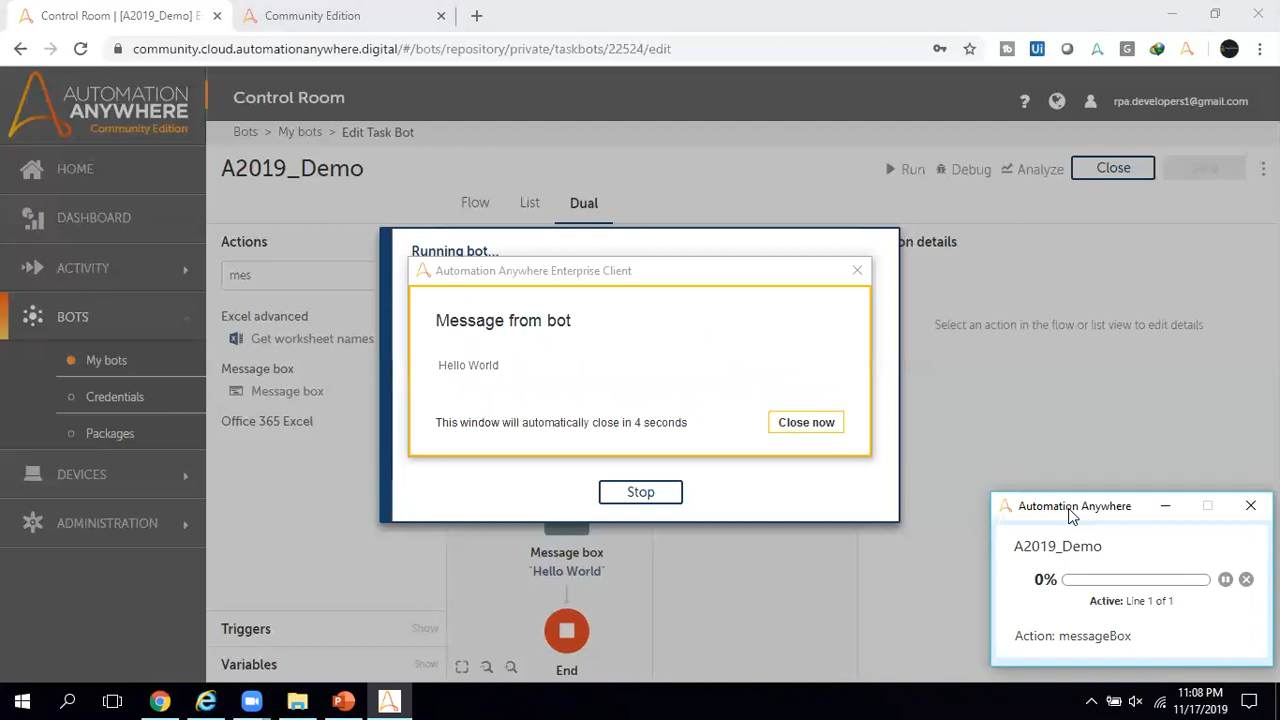 Control Room | [A2019_Demo] E
Community Edition
community.cloud.automationanywhere.digital/#/bots/repository/private/taskbots/22524/edit
AUTOMATION
ANYWHERE
Community Edition
Control Room
rpa.developers1@gmail.com
Bots > My bots > Edit Task Bot
A2019_Demo
Run
Debug
Analyze
Close
HOME
DASHBOARD
ACTIVITY
BOTS
My bots
Credentials
Packages
DEVICES
ADMINISTRATION
Flow
List
Dual
Actions
mes
Excel advanced
Get worksheet names
Message box
Message box
Office 365 Excel
Triggers
Show
Variables
Show
on details
Select an action in the flow or list view to edit details
Running bot...
Automation Anywhere Enterprise Client
Message from bot
Hello World
This window will automatically close in 4 seconds
Close now
Stop
Message box
"Hello World"
End
Automation Anywhere
A2019_Demo
0%
Active: Line 1 of 1
Action: messageBox
11:08 PM
11/17/2019